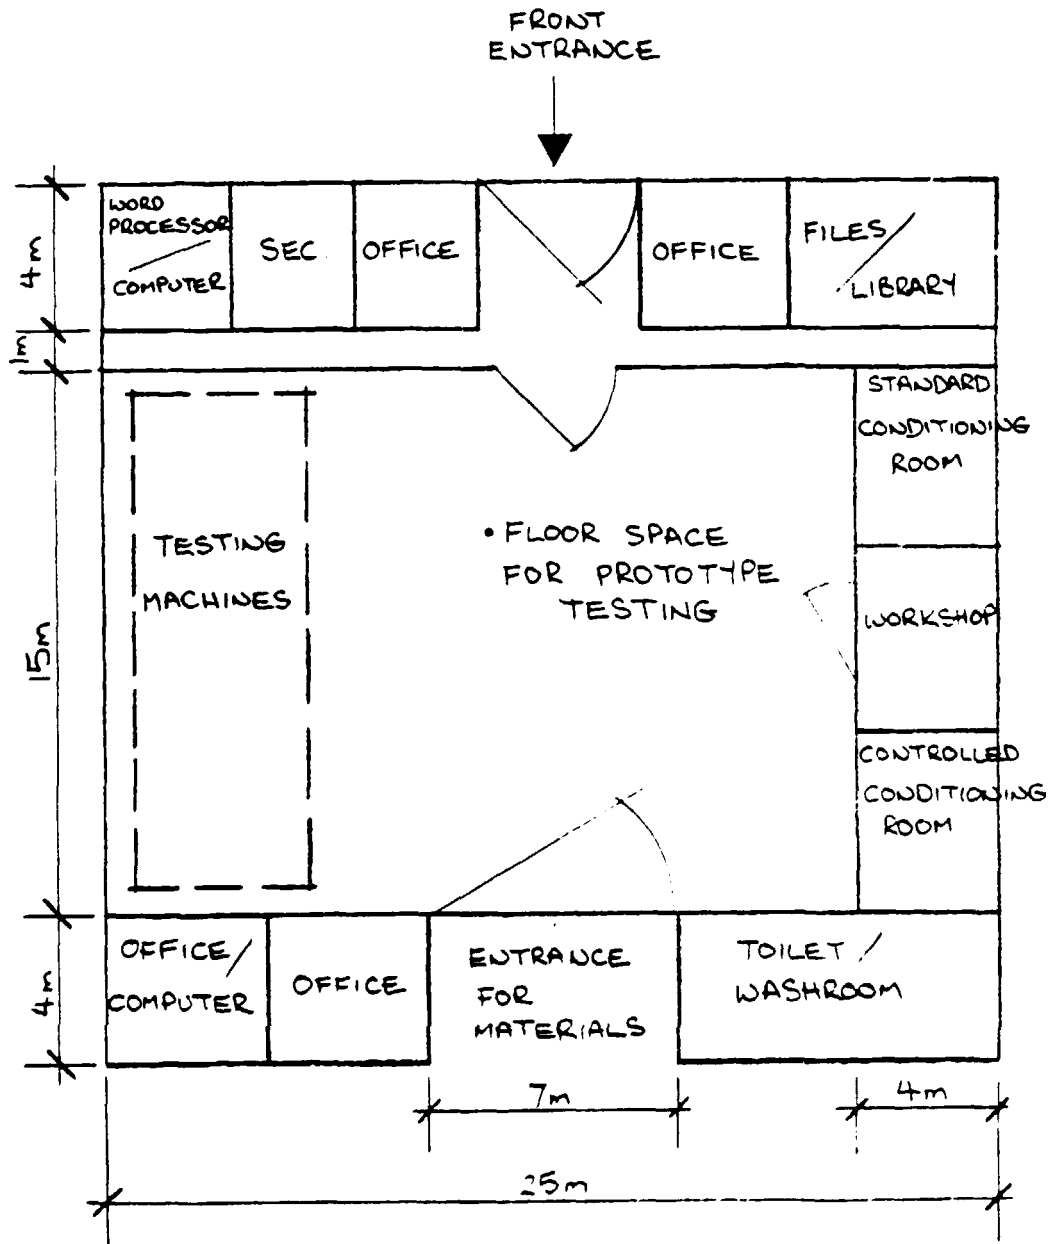 FRONT
ENTRANCE
WORD
PROCESSOR
COMPUTER
SEC
OFFICE
OFFICE
FILES /
LIBRARY
4m
1m
STANDARD
CONDITIONING
ROOM
TESTING
MACHINES
• FLOOR SPACE
FOR PROTOTYPE
TESTING
WORKSHOP
15m
CONTROLLED
CONDITIONING
ROOM
OFFICE /
COMPUTER
OFFICE
ENTRANCE
FOR
MATERIALS
TOILET /
WASHROOM
4m
7m
4m
25m